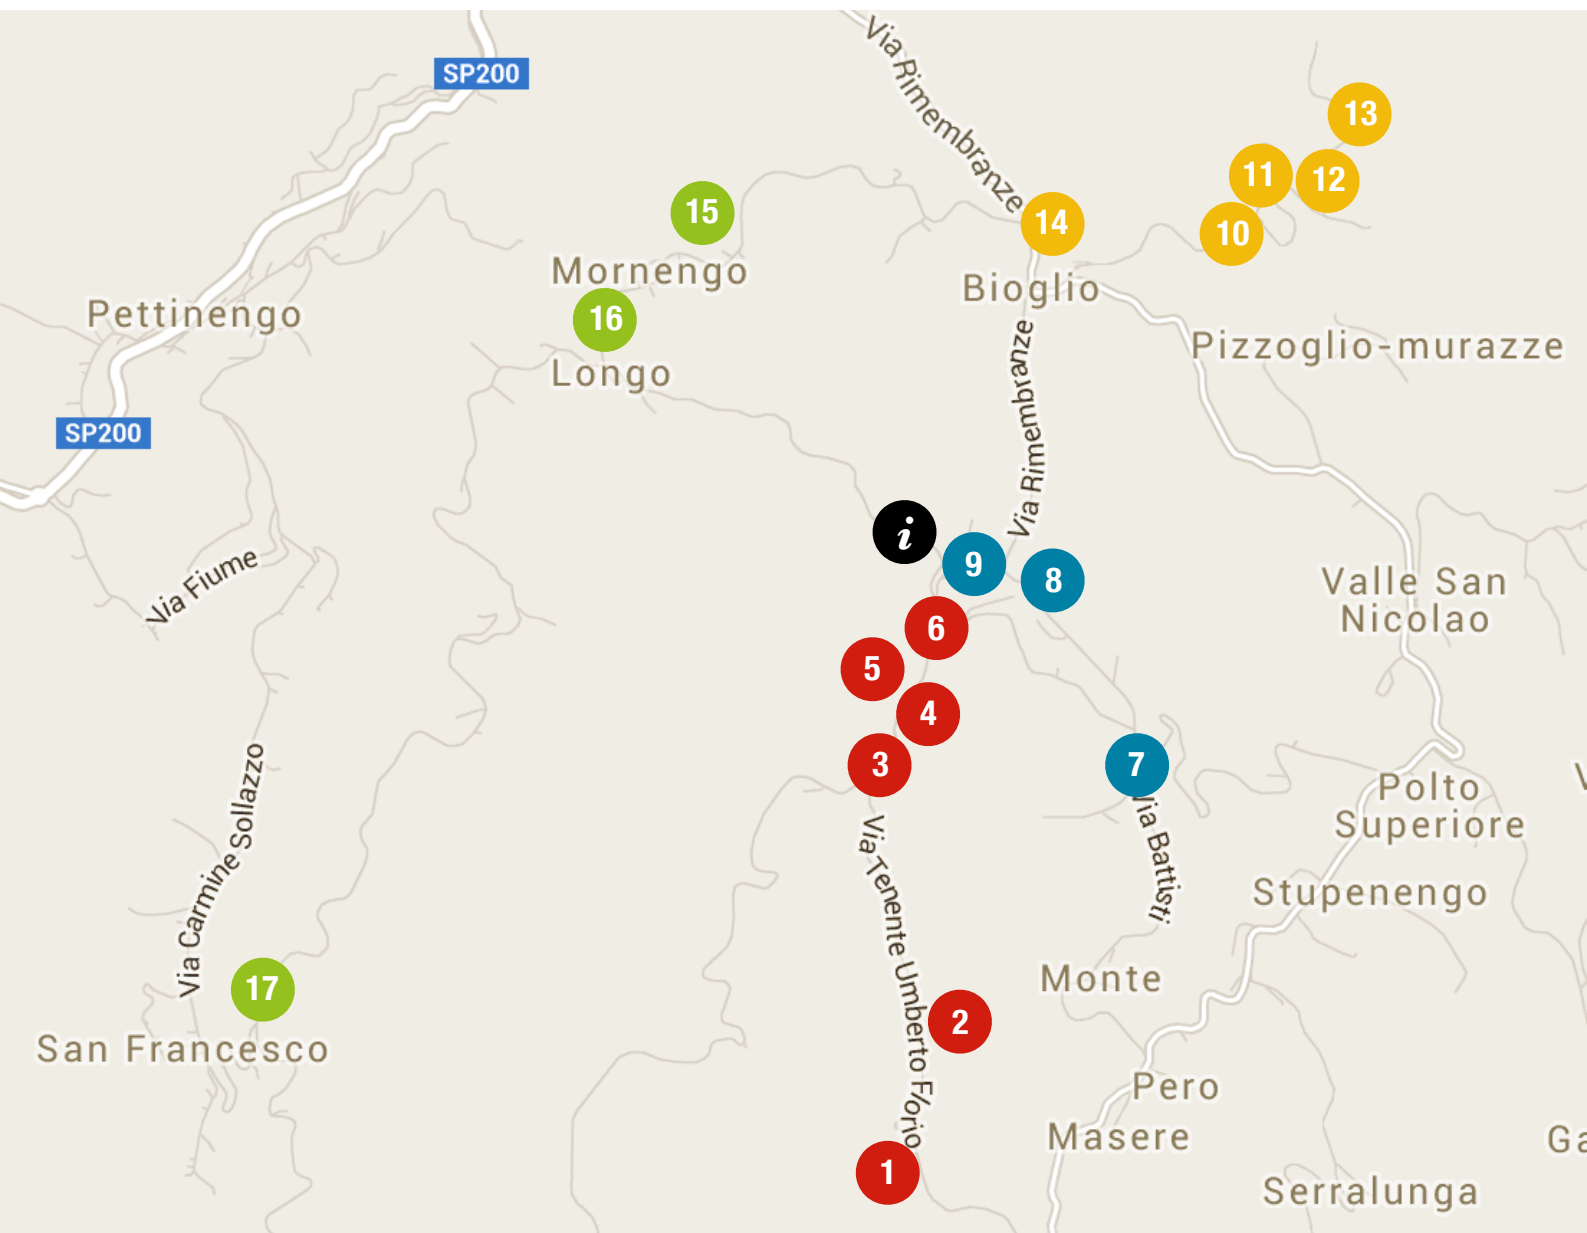 Via Rimembranze
SP200
13
11
12
15
14
10
Mornengo
Bioglio
Pettinengo
16
Via Rimembranze
Pizzoglio-murazze
Longo
SP200
i
9
8
Via Fiume
Valle San
Nicolao
6
5
4
3
7
Via Carmine Sollazzo
Polto
Superiore
Via Tenente Umberto Florio
Via Battisti
Stupenengo
Monte
17
2
San Francesco
Pero
Masere
1
Serralunga